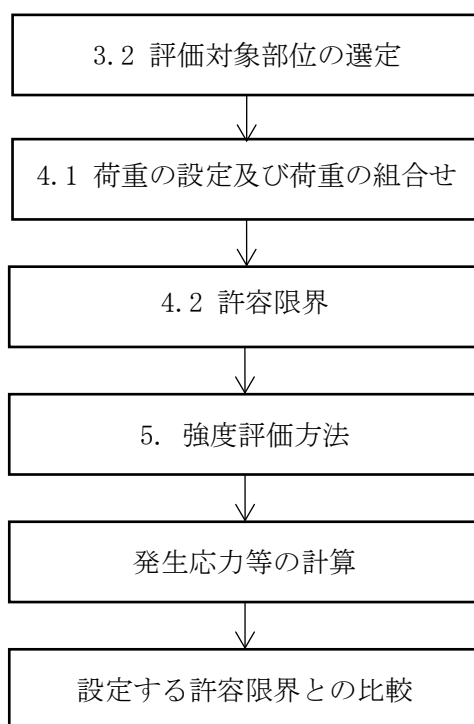 3.2 評価対象部位の選定
4.1 荷重の設定及び荷重の組合せ
4.2 許容限界
5. 強度評価方法
発生応力等の計算
設定する許容限界との比較